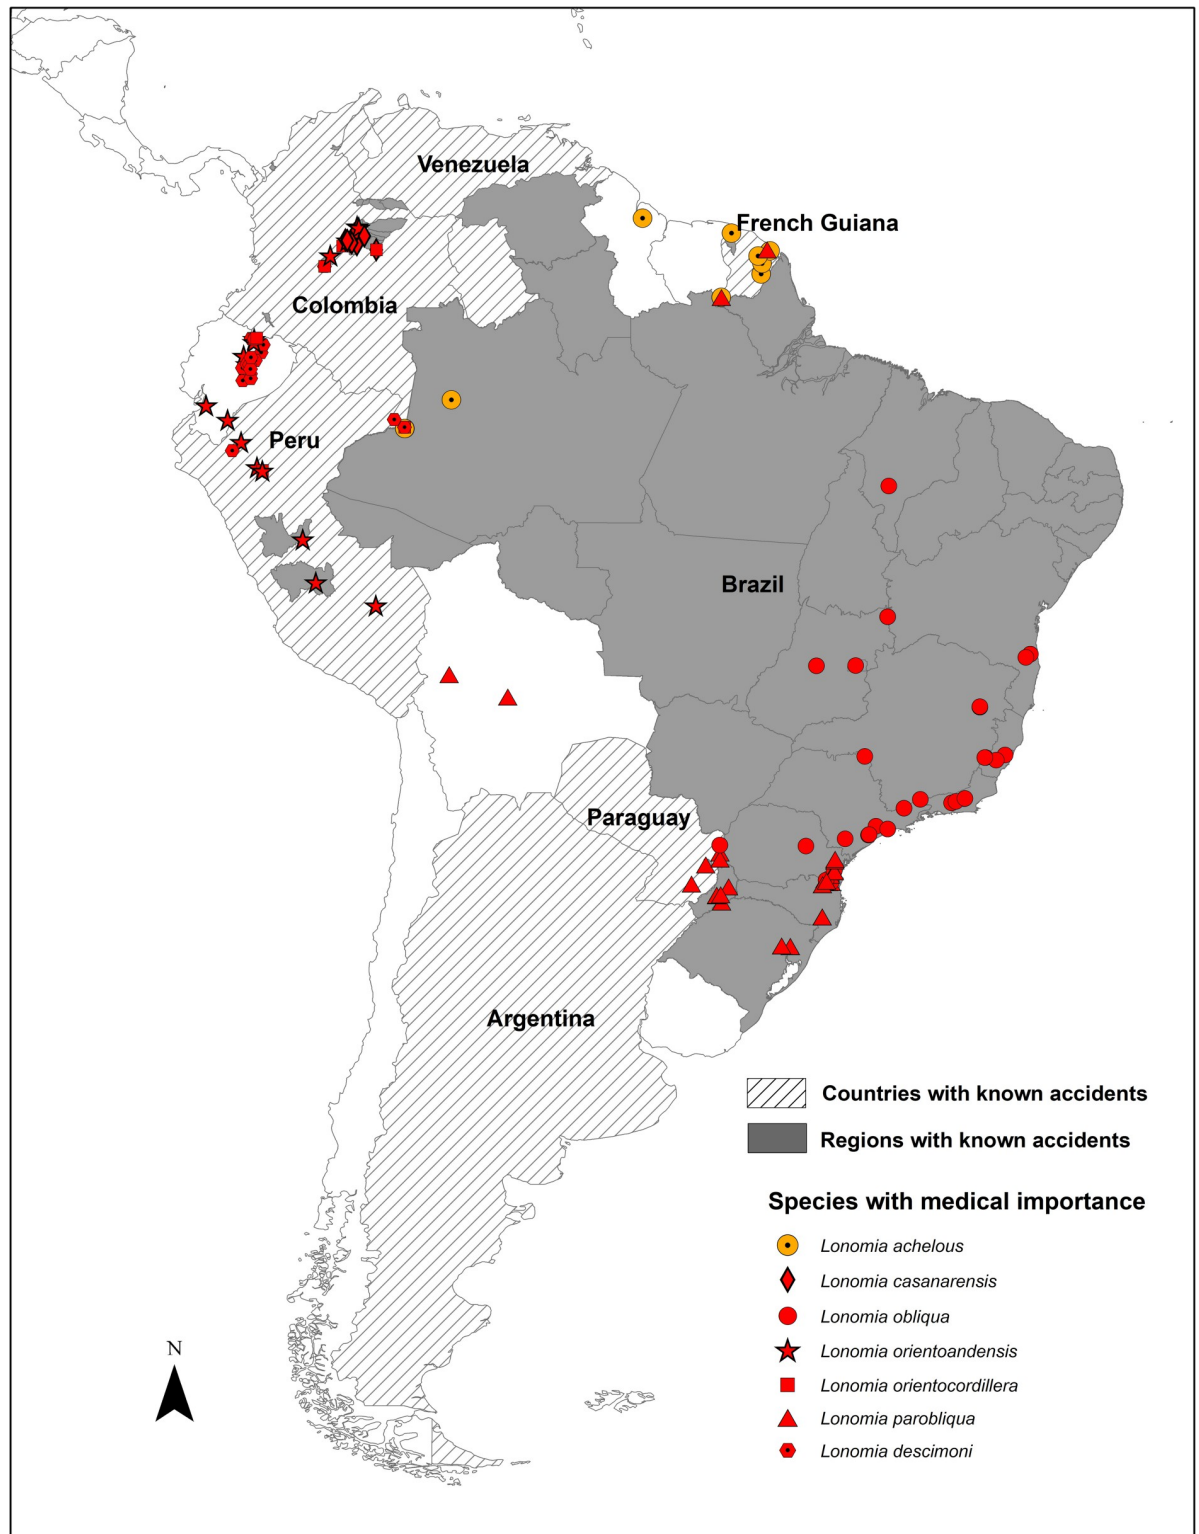 Venezuela
French Guiana
Colombia
Peru
Brazil
Paraguay
Argentina
Countries with known accidents
Regions with known accidents
Species with medical importance
Lonomia achelous
Lonomia casanarensis
Lonomia obliqua
N
Lonomia orientoandensis
Lonomia orientocordillera
Lonomia parobliqua
Lonomia descimoni